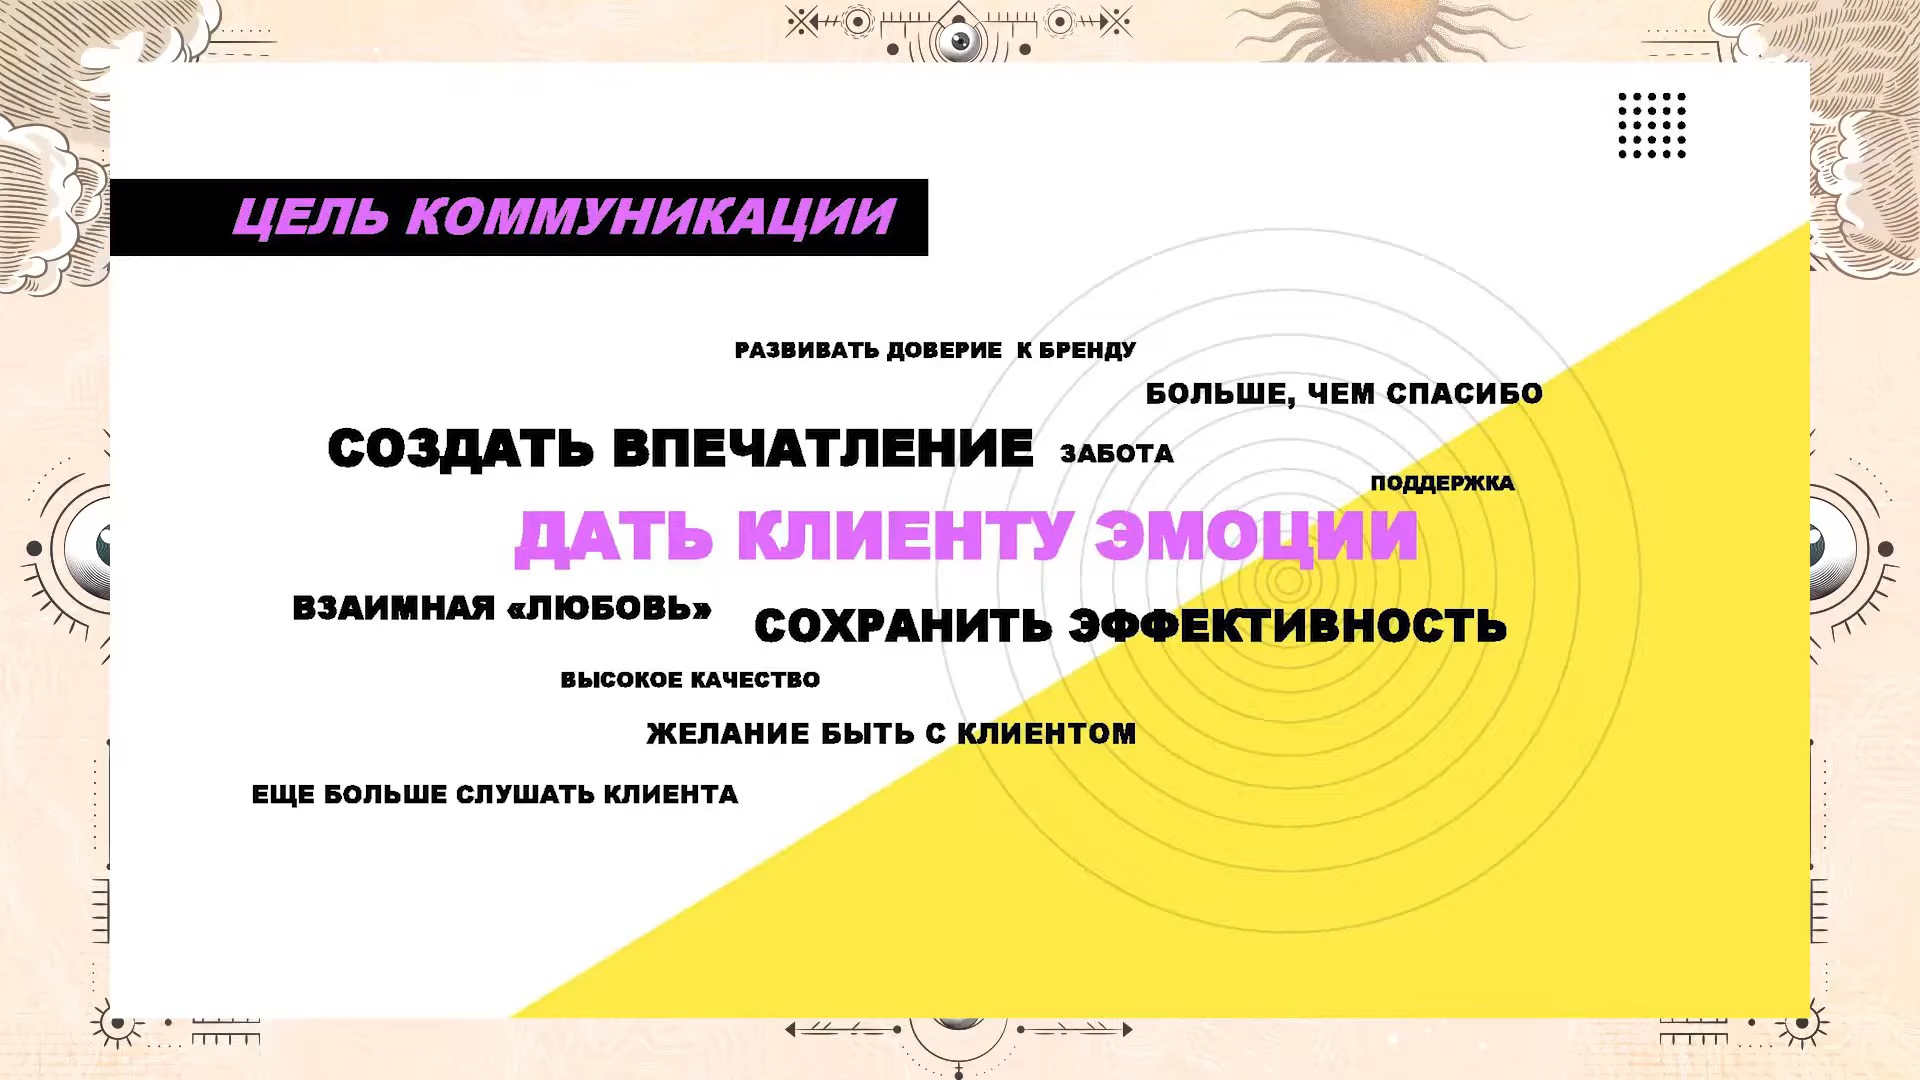 ЦЕЛЬ КОММУНИКАЦИИ
РАЗВИВАТЬ ДОВЕРИЕ К БРЕНДУ
БОЛЬШЕ, ЧЕМ СПАСИБО
СОЗДАТЬ ВПЕЧАТЛЕНИЕ
ЗАБОТА
ПОДДЕРЖКА
ДАТЬ КЛИЕНТУ ЭМОЦИИ
ВЗАИМНАЯ «ЛЮБОВЬ»
СОХРАНИТЬ ЭФФЕКТИВНОСТЬ
ВЫСОКОЕ КАЧЕСТВО
ЖЕЛАНИЕ БЫТЬ С КЛИЕНТОМ
ЕЩЕ БОЛЬШЕ СЛУШАТЬ КЛИЕНТА